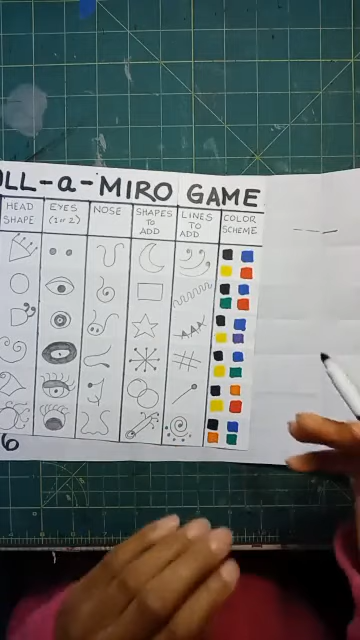 OLL-a-MIRO GAME
HEAD SHAPE
EYES (1 or 2)
NOSE
SHAPES TO ADD
LINES TO ADD
COLOR SCHEME
6